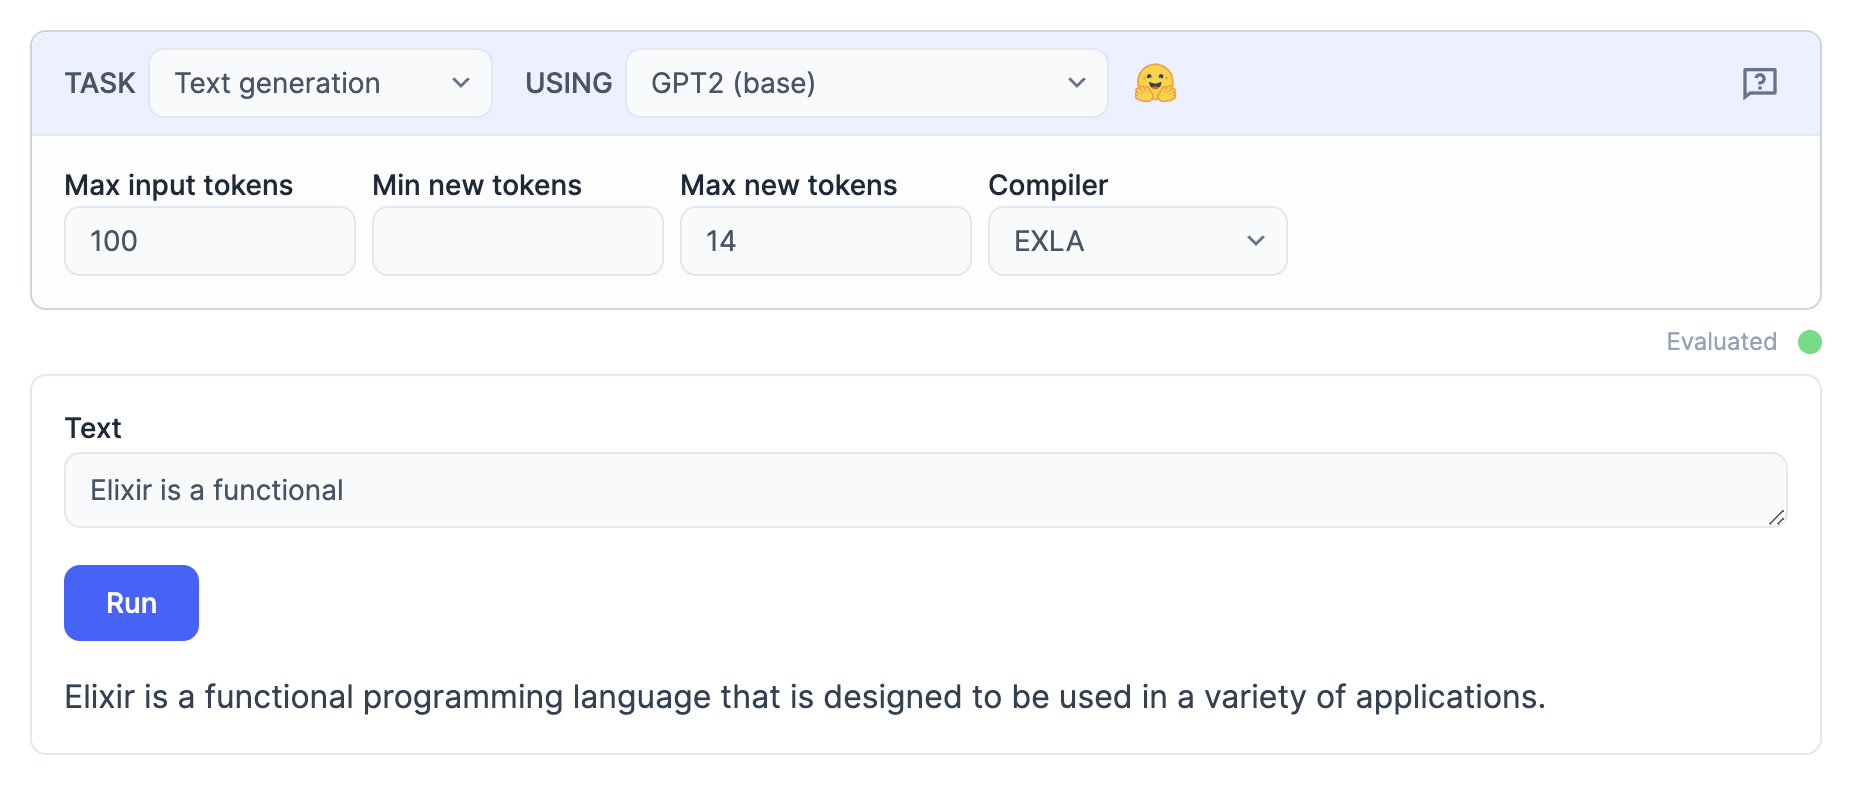 TASK Text generation USING GPT2 (base)
Max input tokens Min new tokens Max new tokens Compiler
100 14 EXLA
Evaluated
Text
Elixir is a functional
Run
Elixir is a functional programming language that is designed to be used in a variety of applications.